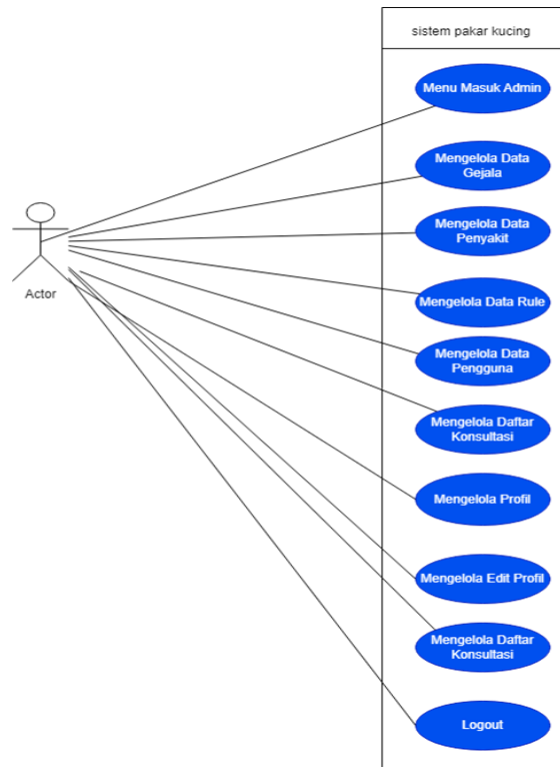 sistem pakar kucing
Menu Masuk Admin
Mengelola Data
Gejala
Mengelola Data
Penyakit
Mengelola Data Rule
Mengelola Data
Pengguna
Mengelola Daftar
Konsultasi
Mengelola Profil
Mengelola Edit Profil
Mengelola Daftar
Konsultasi
Logout
Actor